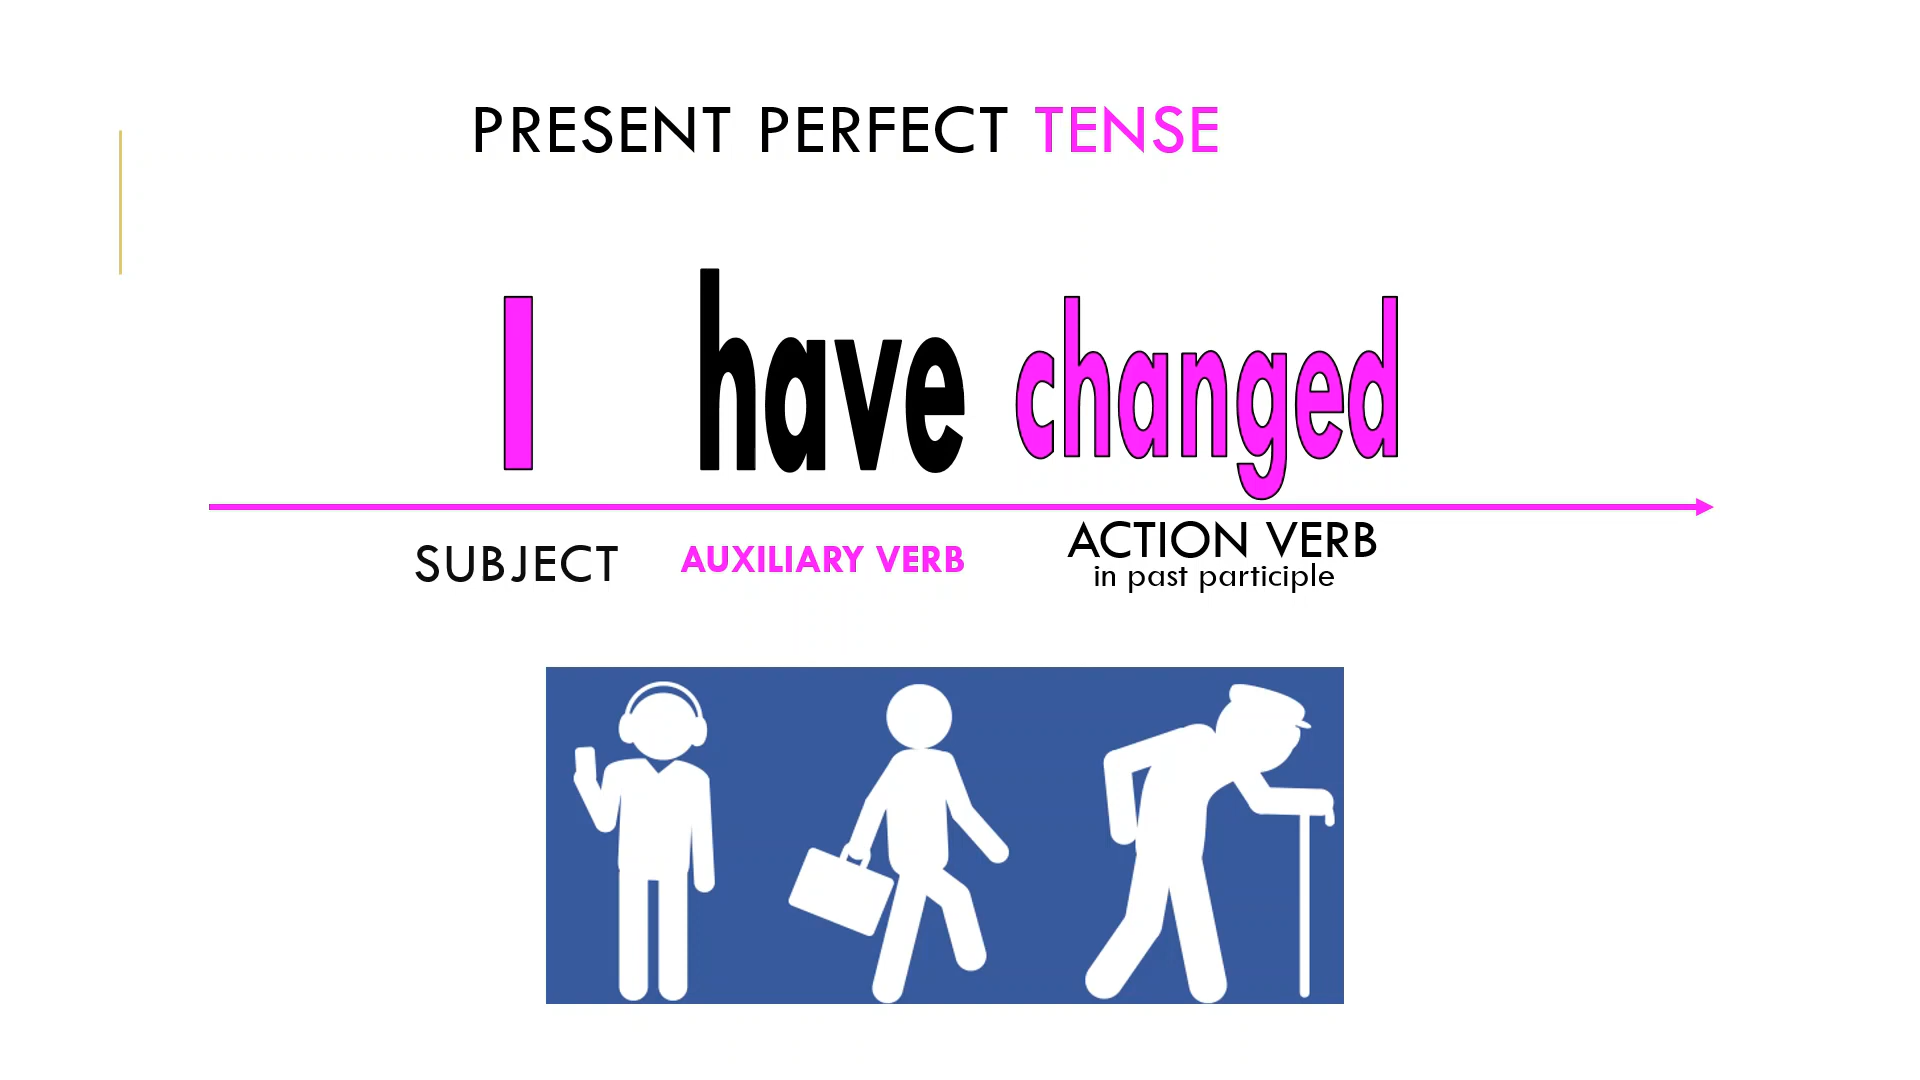 PRESENT PERFECT TENSE
I have changed
SUBJECT
AUXILIARY VERB
ACTION VERB
in past participle